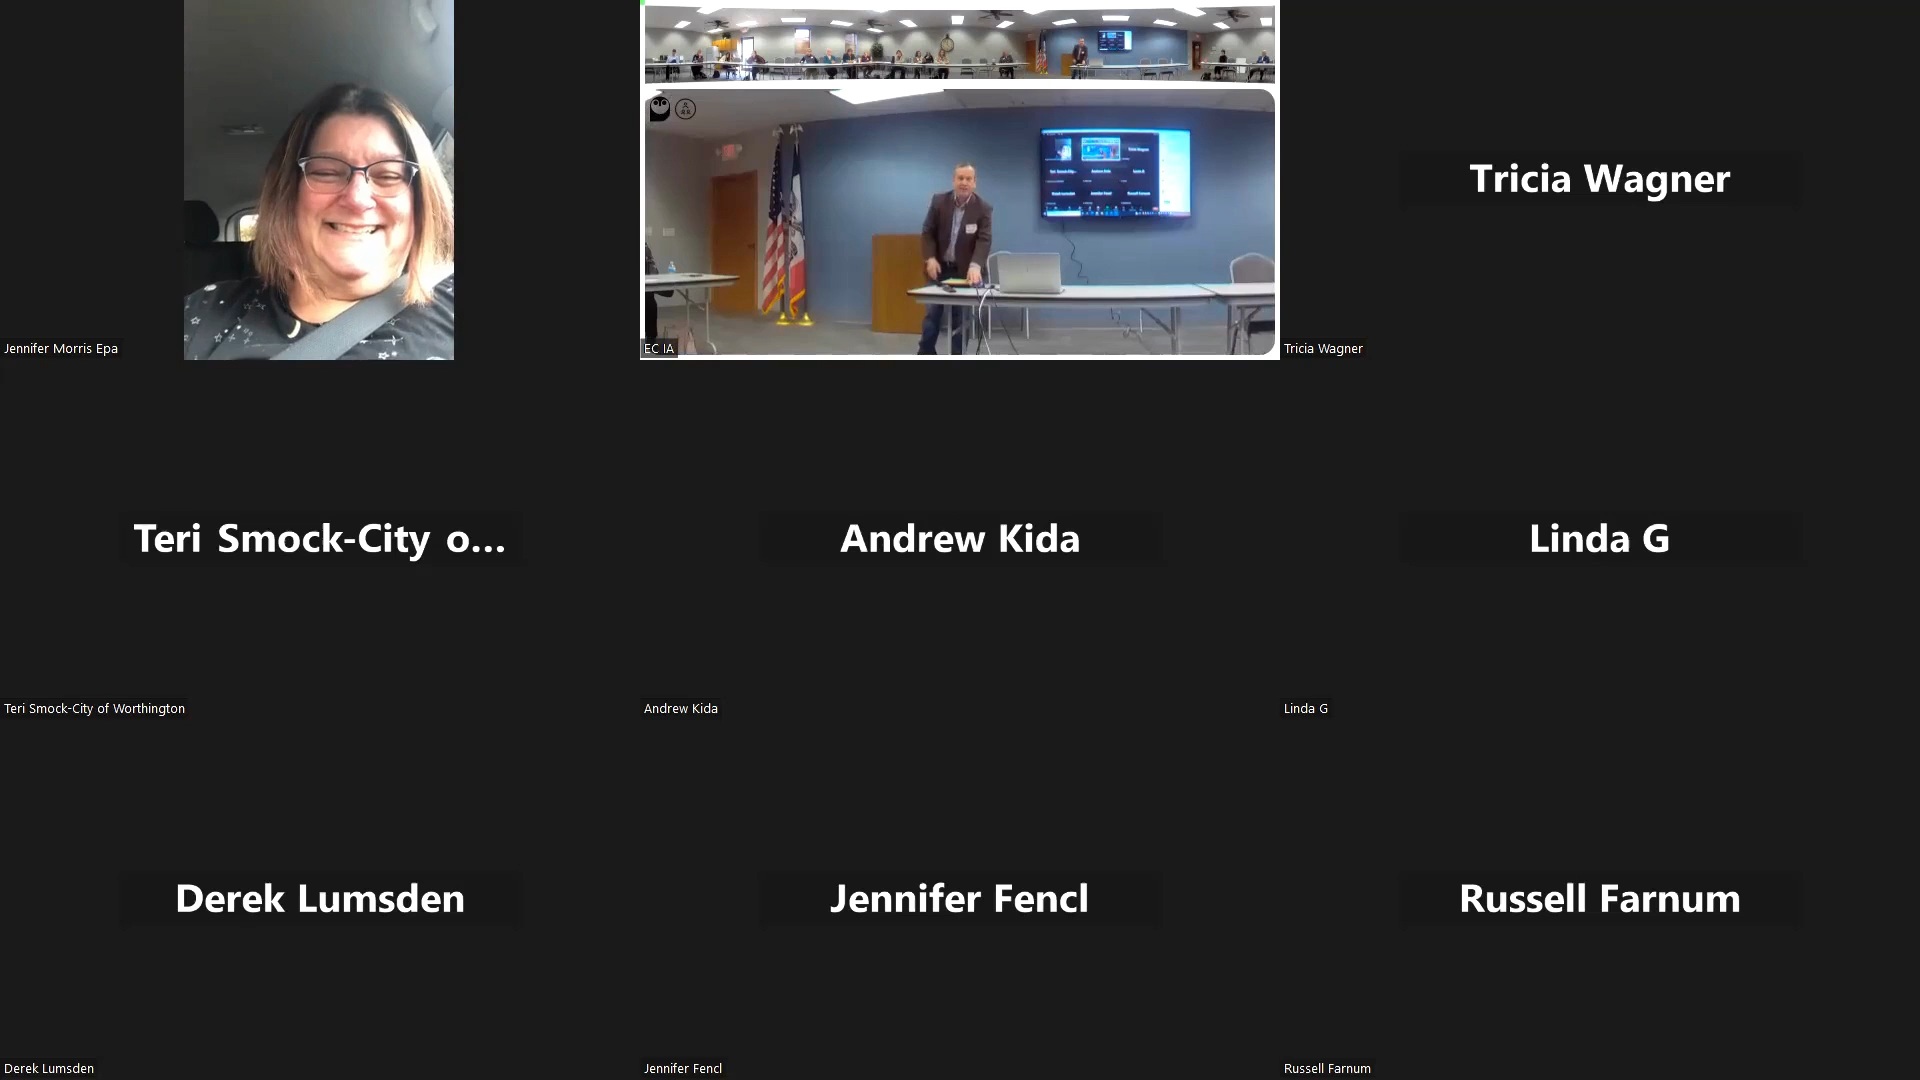 Tricia Wagner
Jennifer Morris Epa
EC IA
Tricia Wagner
Teri Smock-City o...
Andrew Kida
Linda G
Teri Smock-City of Worthington
Andrew Kida
Linda G
Derek Lumsden
Jennifer Fencl
Russell Farnum
Derek Lumsden
Jennifer Fencl
Russell Farnum